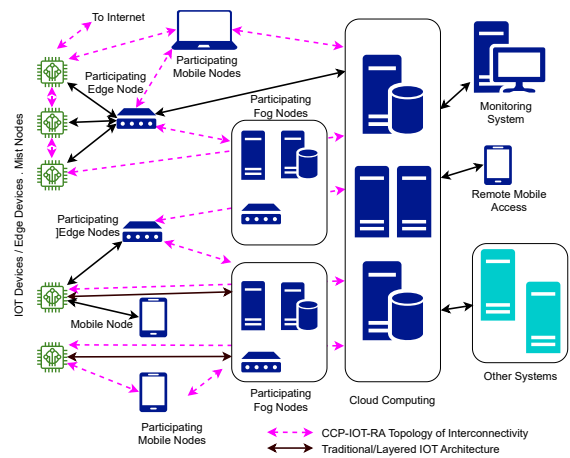 To Internet
Participating
Mobile Nodes
Participating
Edge Node
Participating
Fog Nodes
Monitoring
System
Remote Mobile
Access
IOT Devices / Edge Devices . Mist Nodes
Participating
]Edge Nodes
Mobile Node
Participating
Mobile Nodes
Participating
Fog Nodes
Cloud Computing
Other Systems
CCP-IOT-RA Topology of Interconnectivity
Traditional/Layered IOT Architecture